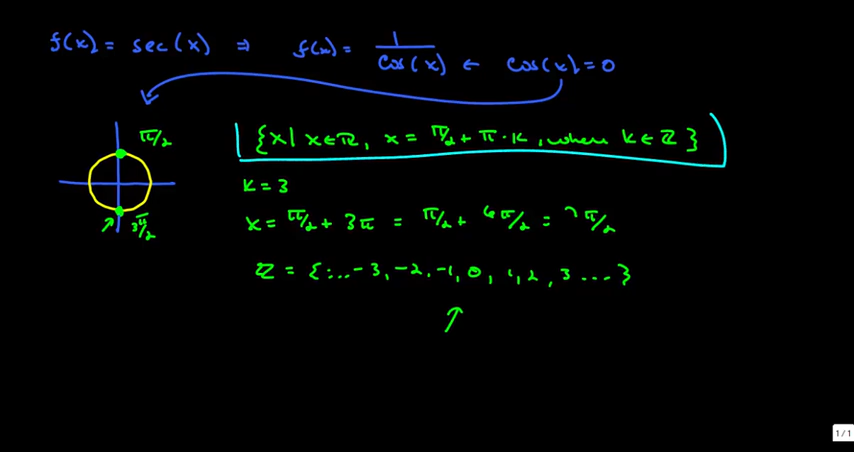 f(x) = sec(x) ⇒ f(x) = 1/cos(x) ← cos(x) = 0
π/2
{x | x ∈ ℝ, x = π/2 + π · k, where k ∈ ℤ}
k = 3
3π/2
x = π/2 + 3π = π/2 + 6π/2 = 7π/2
ℤ = {... -3, -2, -1, 0, 1, 2, 3 ...}
1/1